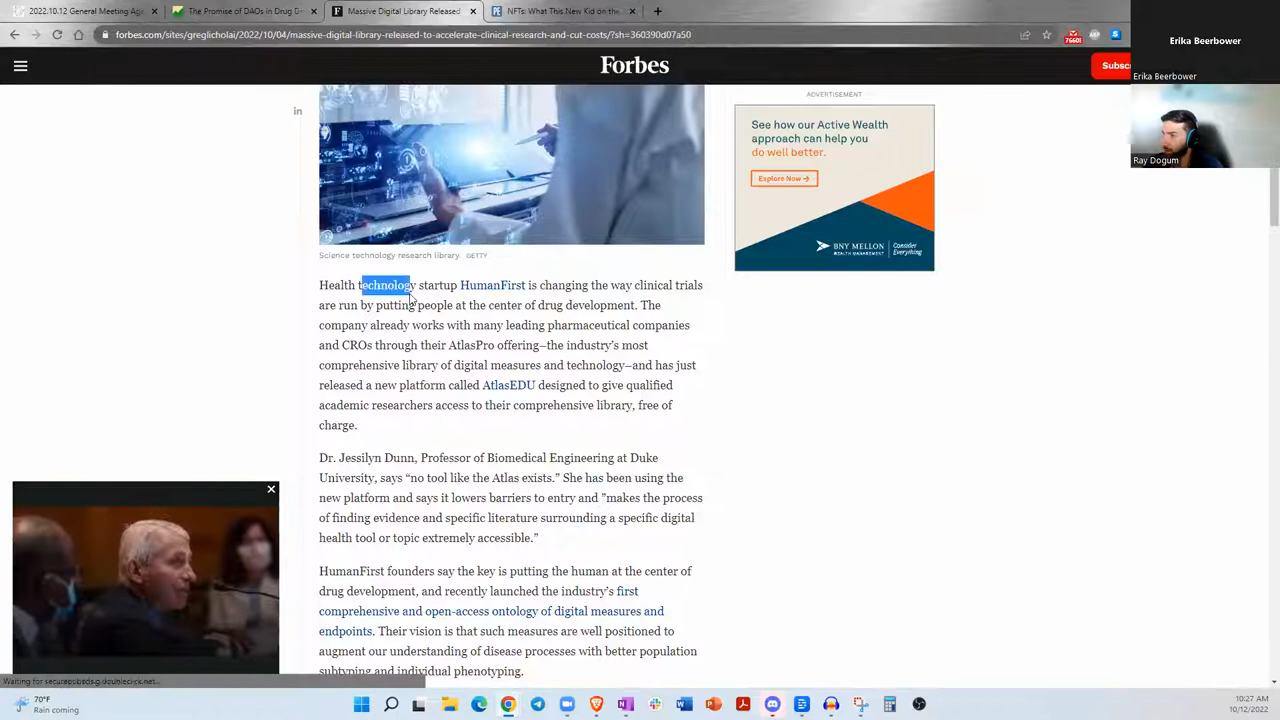 2022.10.12 General Meeting Ag
The Promise of DAOs in Drug D
Massive Digital Library Released
NFTs: What This New Kid on the
forbes.com/sites/greglicholai/2022/10/04/massive-digital-library-released-to-accelerate-clinical-research-and-cut-costs/?sh=360390d07a50
76601
Erika Beerbower
Forbes
Subsc
Erika Beerbower
Ray Dogum
in
ADVERTISEMENT
See how our Active Wealth
approach can help you
do well better.
Explore Now →
BNY MELLON
WEALTH MANAGEMENT
Consider
Everything
Science technology research library. GETTY
Health technology startup HumanFirst is changing the way clinical trials
are run by putting people at the center of drug development. The
company already works with many leading pharmaceutical companies
and CROs through their AtlasPro offering–the industry's most
comprehensive library of digital measures and technology–and has just
released a new platform called AtlasEDU designed to give qualified
academic researchers access to their comprehensive library, free of
charge.
Dr. Jessilyn Dunn, Professor of Biomedical Engineering at Duke
University, says “no tool like the Atlas exists.” She has been using the
new platform and says it lowers barriers to entry and ”makes the process
of finding evidence and specific literature surrounding a specific digital
health tool or topic extremely accessible.”
HumanFirst founders say the key is putting the human at the center of
drug development, and recently launched the industry's first
comprehensive and open-access ontology of digital measures and
endpoints. Their vision is that such measures are well positioned to
augment our understanding of disease processes with better population
subtyping and individual phenotyping.
70°F
Rain coming
10:27 AM
10/12/2022